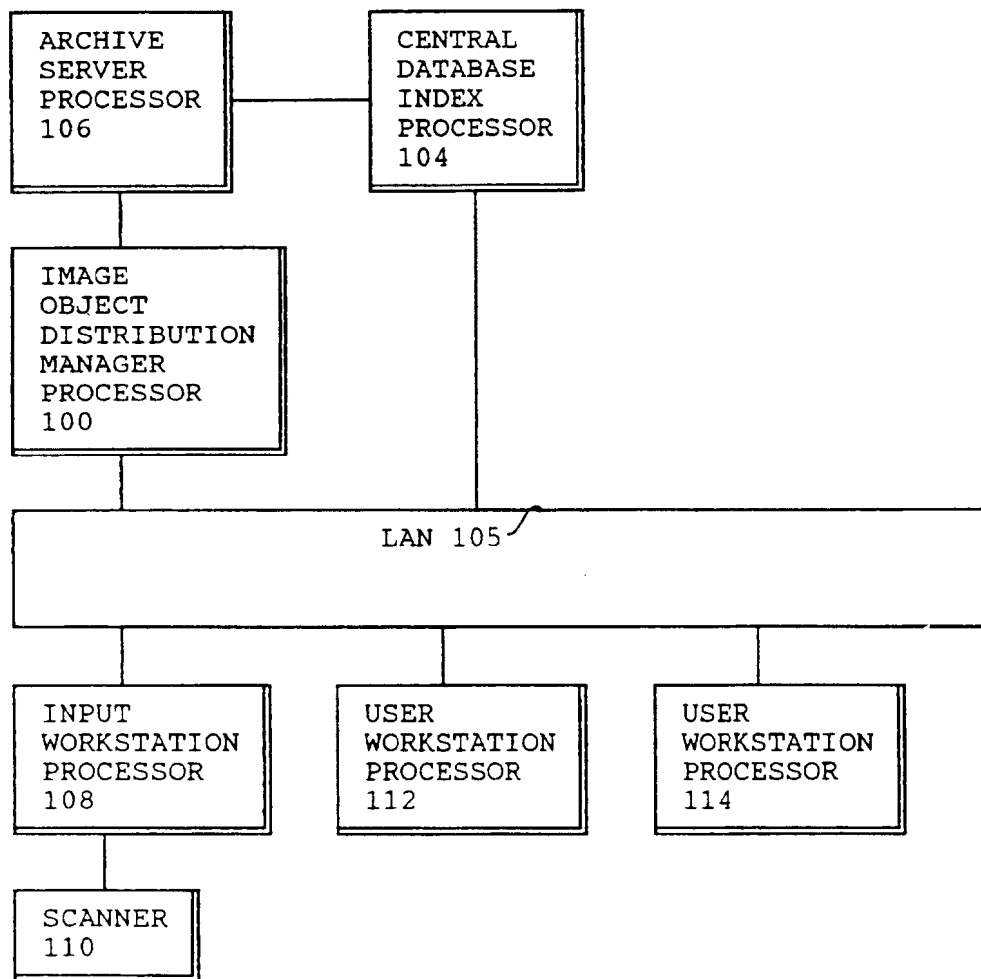 ARCHIVE
SERVER
PROCESSOR
106
CENTRAL
DATABASE
INDEX
PROCESSOR
104
IMAGE
OBJECT
DISTRIBUTION
MANAGER
PROCESSOR
100
LAN 105
INPUT
WORKSTATION
PROCESSOR
108
USER
WORKSTATION
PROCESSOR
112
USER
WORKSTATION
PROCESSOR
114
SCANNER
110